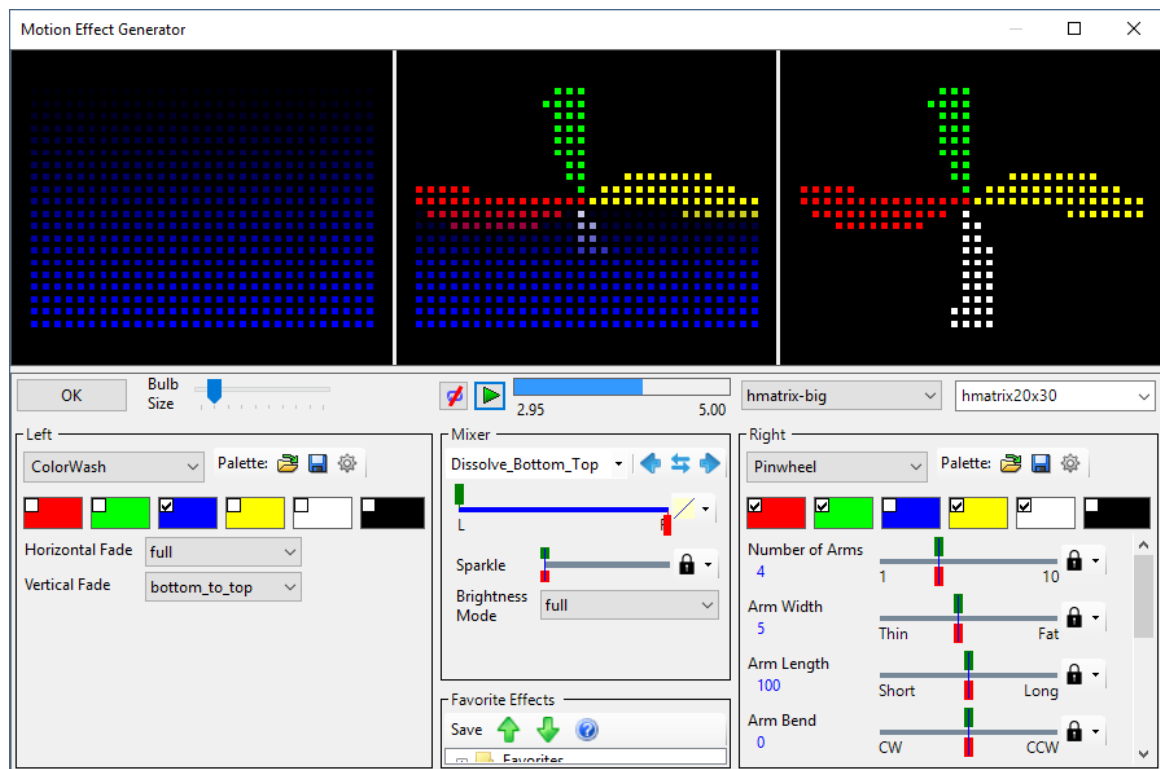 Motion Effect Generator
OK
Bulb Size
2.95
5.00
hmatrix-big
hmatrix20x30
Left
ColorWash
Palette:
Horizontal Fade
full
Vertical Fade
bottom_to_top
Mixer
Dissolve_Bottom_Top
L
Sparkle
Brightness Mode
full
Favorite Effects
Save
Favorites
Right
Pinwheel
Palette:
Number of Arms
4
1
10
Arm Width
5
Thin
Fat
Arm Length
100
Short
Long
Arm Bend
0
CW
CCW